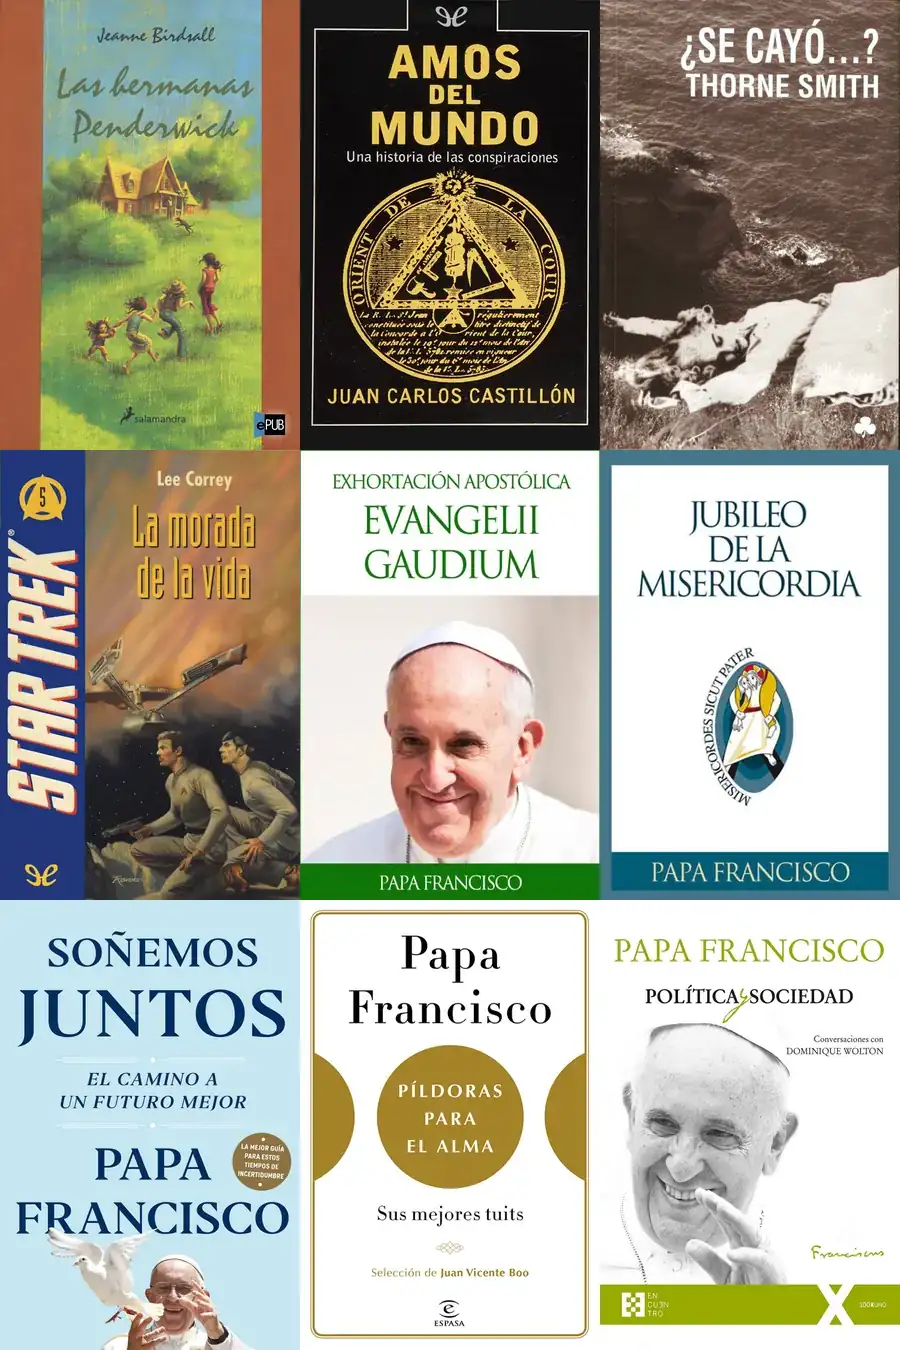 Jeanne Birdsall
Las hermanas
Penderwick
salamandra
ePUB
AMOS
DEL
MUNDO
Una historia de las conspiraciones
ORIENT DE LA COUR
JUAN CARLOS CASTILLÓN
¿SE CAYÓ...?
THORNE SMITH
5
STAR TREK®
Lee Correy
La morada
de la vida
EXHORTACIÓN APOSTÓLICA
EVANGELII
GAUDIUM
PAPA FRANCISCO
JUBILEO
DE LA
MISERICORDIA
MISERICORDES SICUT PATER
PAPA FRANCISCO
SOÑEMOS
JUNTOS
EL CAMINO A
UN FUTURO MEJOR
LA MEJOR GUÍA
PARA ESTOS
TIEMPOS DE
INCERTIDUMBRE
PAPA
FRANCISCO
Papa
Francisco
PÍLDORAS
PARA
EL ALMA
Sus mejores tuits
Selección de Juan Vicente Boo
e
ESPASA
PAPA FRANCISCO
POLÍTICA y SOCIEDAD
Conversaciones con
DOMINIQUE WOLTON
Franciscus
EN
CUEN
TRO
X
100XUNO